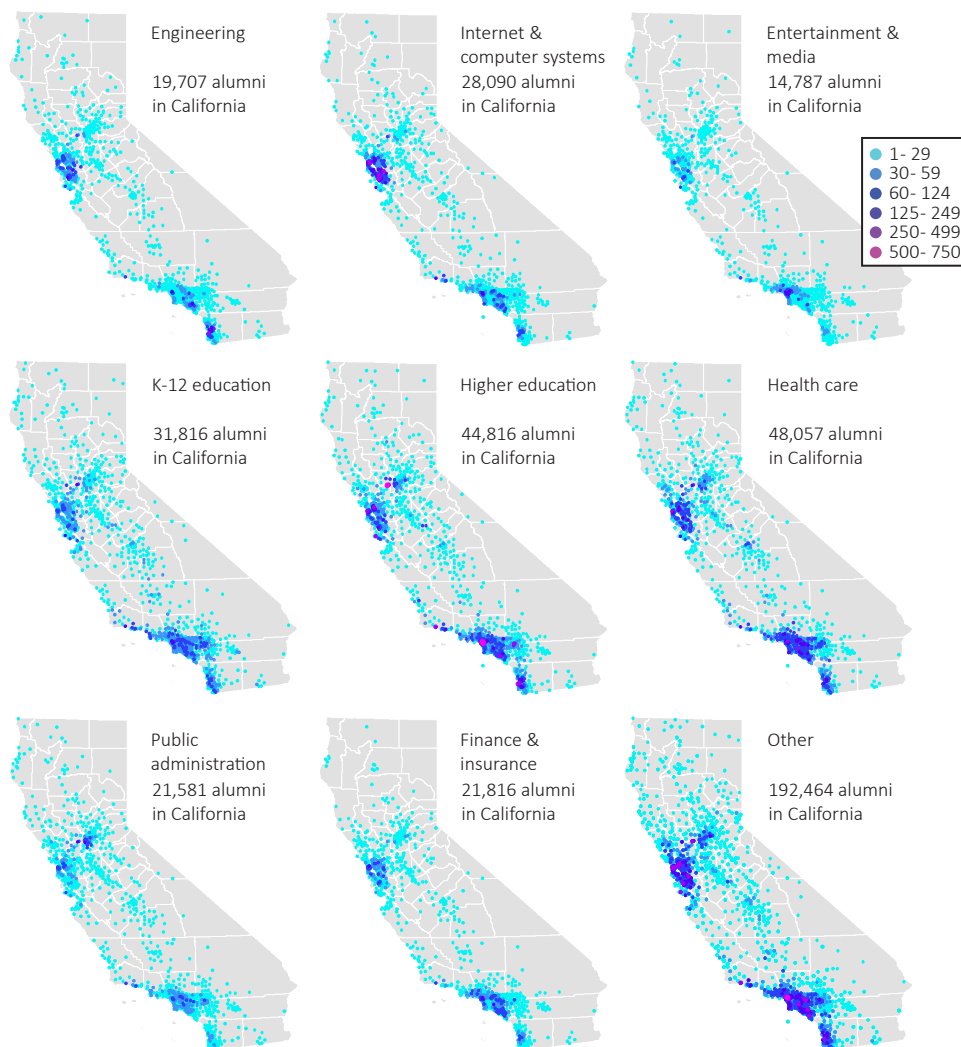 Engineering
19,707 alumni
in California
Internet &
computer systems
28,090 alumni
in California
Entertainment &
media
14,787 alumni
in California
1- 29
30- 59
60- 124
125- 249
250- 499
500- 750
K-12 education
31,816 alumni
in California
Higher education
44,816 alumni
in California
Health care
48,057 alumni
in California
Public
administration
21,581 alumni
in California
Finance &
insurance
21,816 alumni
in California
Other
192,464 alumni
in California